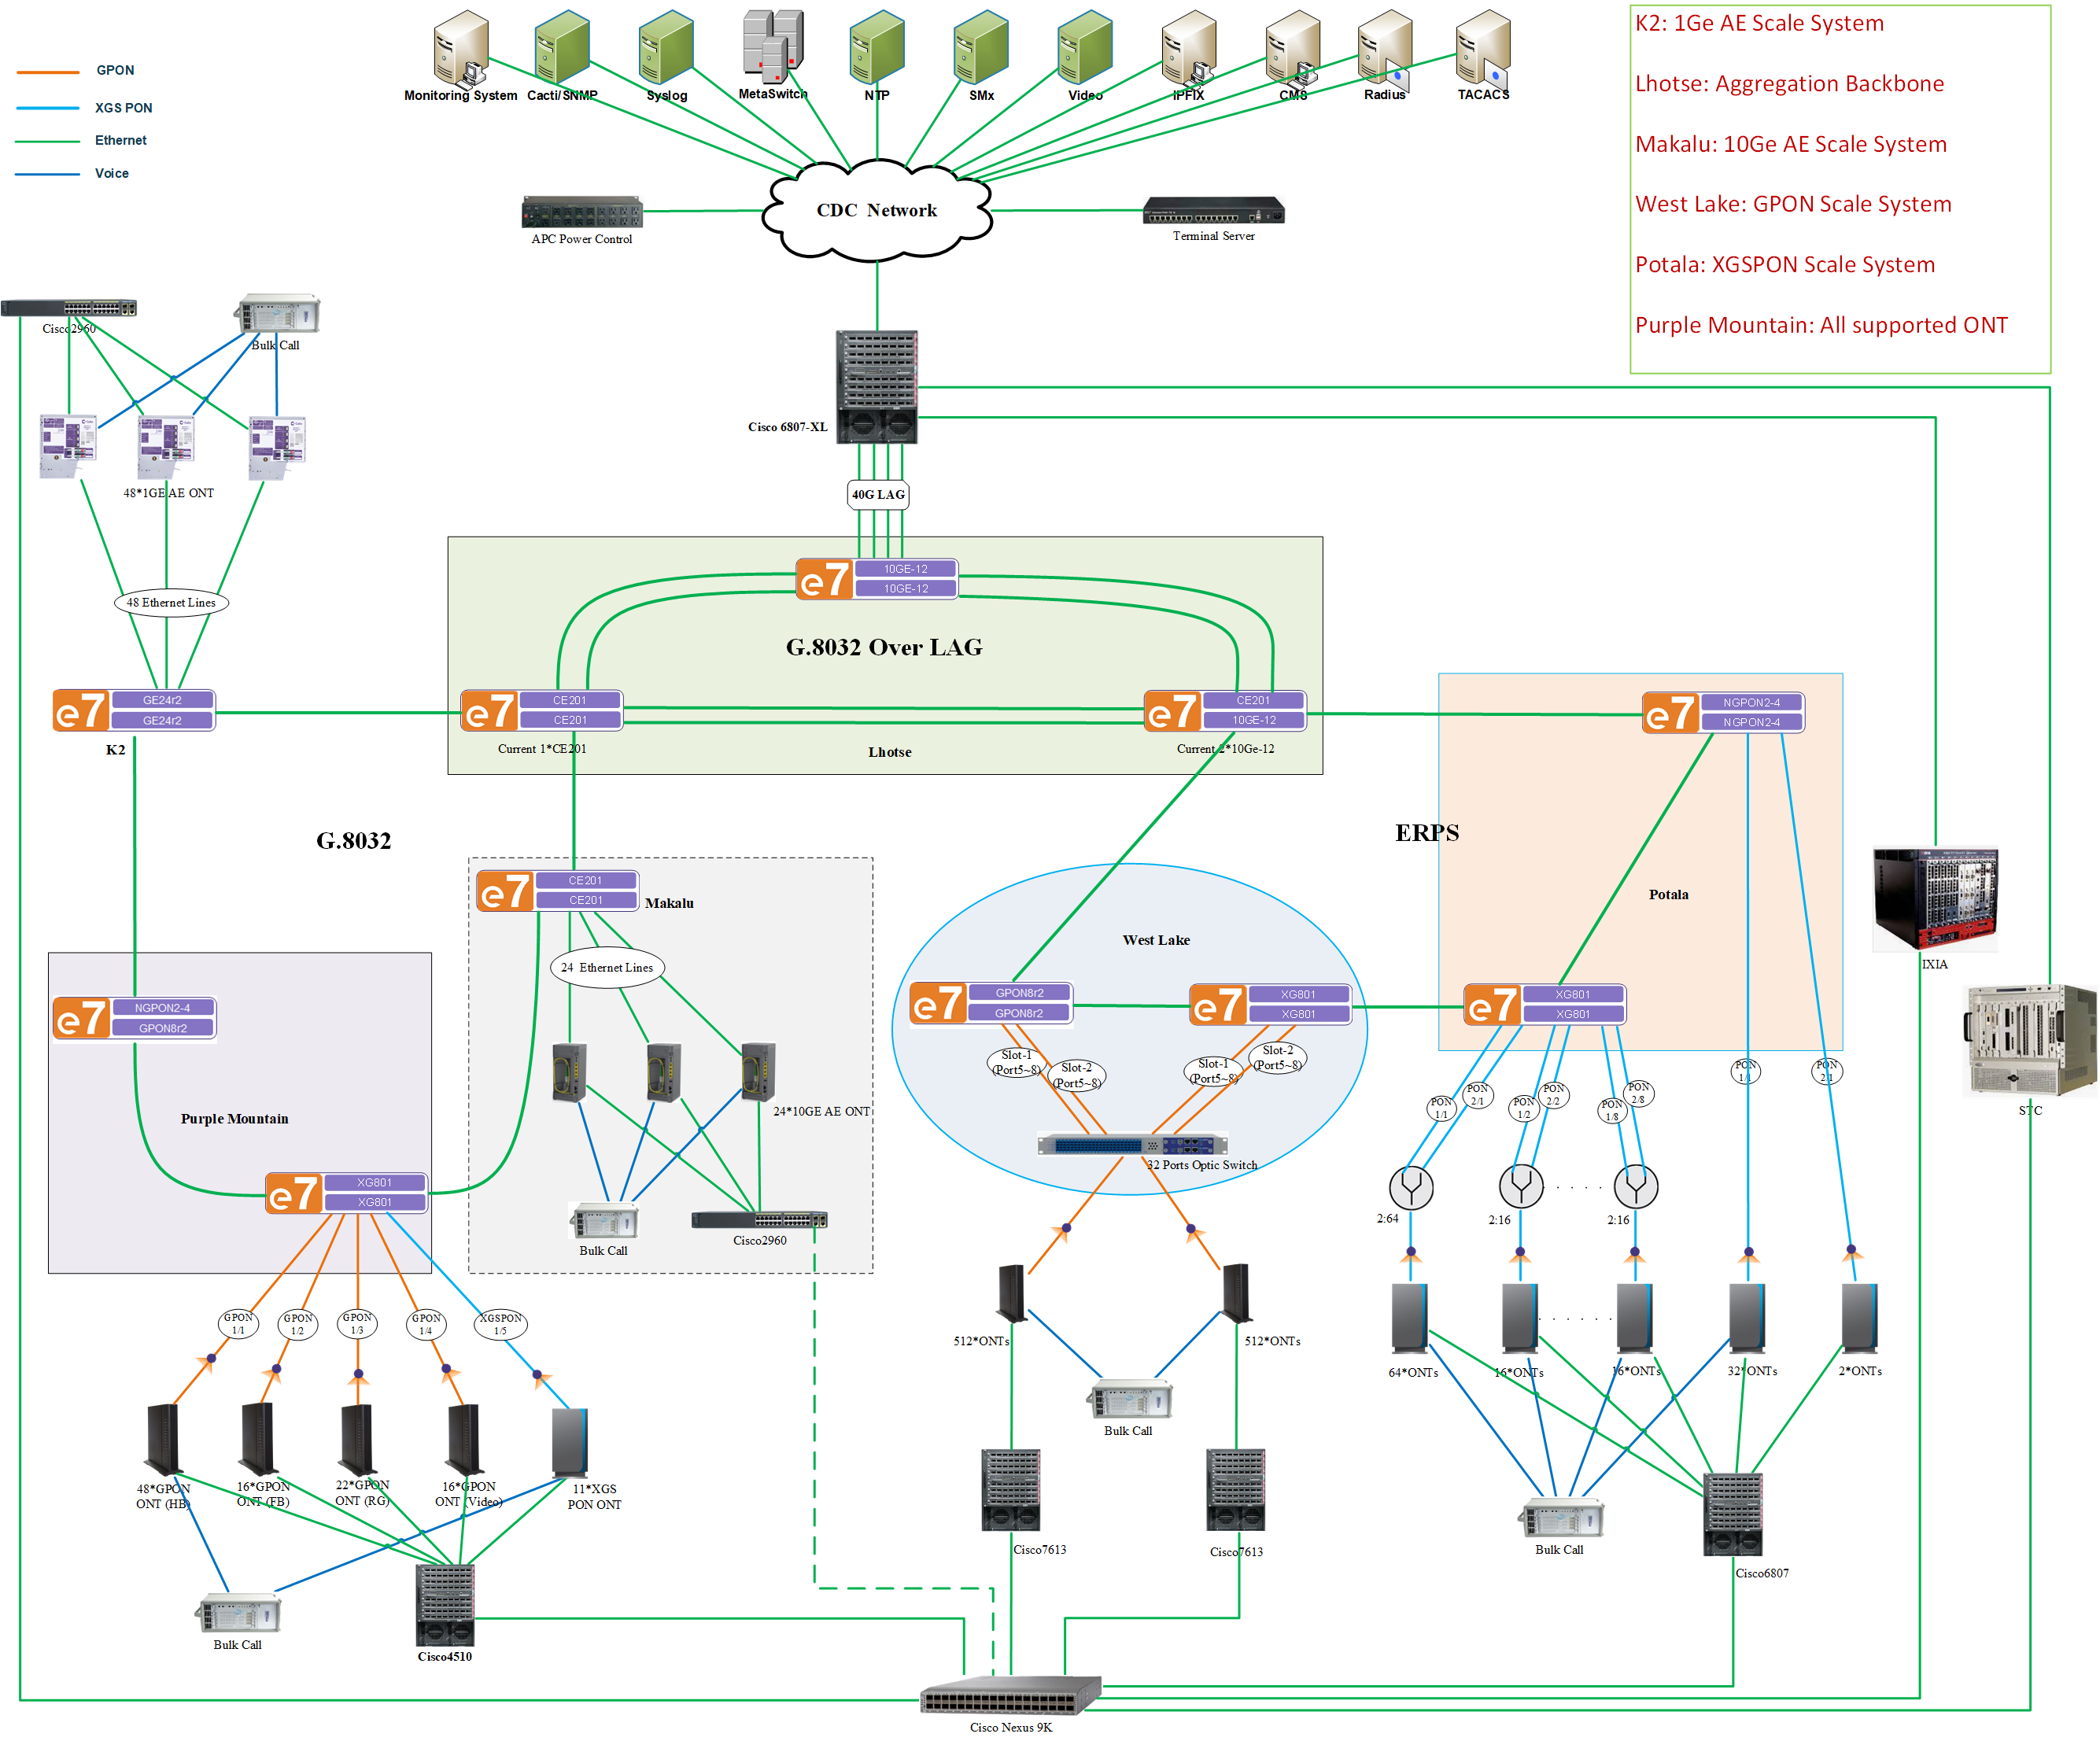 GPON
XGS PON
Ethernet
Voice
Monitoring System
Cacti/SNMP
Syslog
MetaSwitch
NTP
SMx
Video
IPFIX
CMS
Radius
TACACS
K2: 1Ge AE Scale System
Lhotse: Aggregation Backbone
Makalu: 10Ge AE Scale System
West Lake: GPON Scale System
Potala: XGSPON Scale System
Purple Mountain: All supported ONT
CDC Network
APC Power Control
Terminal Server
Cisco2960
Bulk Call
Cisco 6807-XL
48*1GE AE ONT
40G LAG
e7
10GE-12
10GE-12
48 Ethernet Lines
G.8032 Over LAG
e7
GE24r2
GE24r2
K2
e7
CE201
CE201
Current 1*CE201
Lhotse
e7
CE201
10GE-12
Current 2*10Ge-12
e7
NGPON2-4
NGPON2-4
G.8032
ERPS
e7
CE201
CE201
Makalu
Potala
West Lake
24 Ethernet Lines
IXIA
e7
NGPON2-4
GPON8r2
e7
GPON8r2
GPON8r2
e7
XG801
XG801
e7
XG801
XG801
Slot-1
(Port5~8)
Slot-2
(Port5~8)
Slot-1
(Port5~8)
Slot-2
(Port5~8)
PON
1/1
PON
2/1
PON
1/2
PON
2/2
PON
1/8
PON
2/8
PON
1/1
PON
2/1
STC
Purple Mountain
24*10GE AE ONT
32 Ports Optic Switch
e7
XG801
XG801
2:64
2:16
. . . .
2:16
Bulk Call
Cisco2960
GPON
1/1
GPON
1/2
GPON
1/3
GPON
1/4
XGSPON
1/5
512*ONTs
512*ONTs
64*ONTs
16*ONTs
. . . . . .
16*ONTs
32*ONTs
2*ONTs
Bulk Call
48*GPON
ONT (HB)
16*GPON
ONT (FB)
22*GPON
ONT (RG)
16*GPON
ONT (Video)
11*XGS
PON ONT
Cisco7613
Cisco7613
Bulk Call
Cisco6807
Bulk Call
Cisco4510
Cisco Nexus 9K